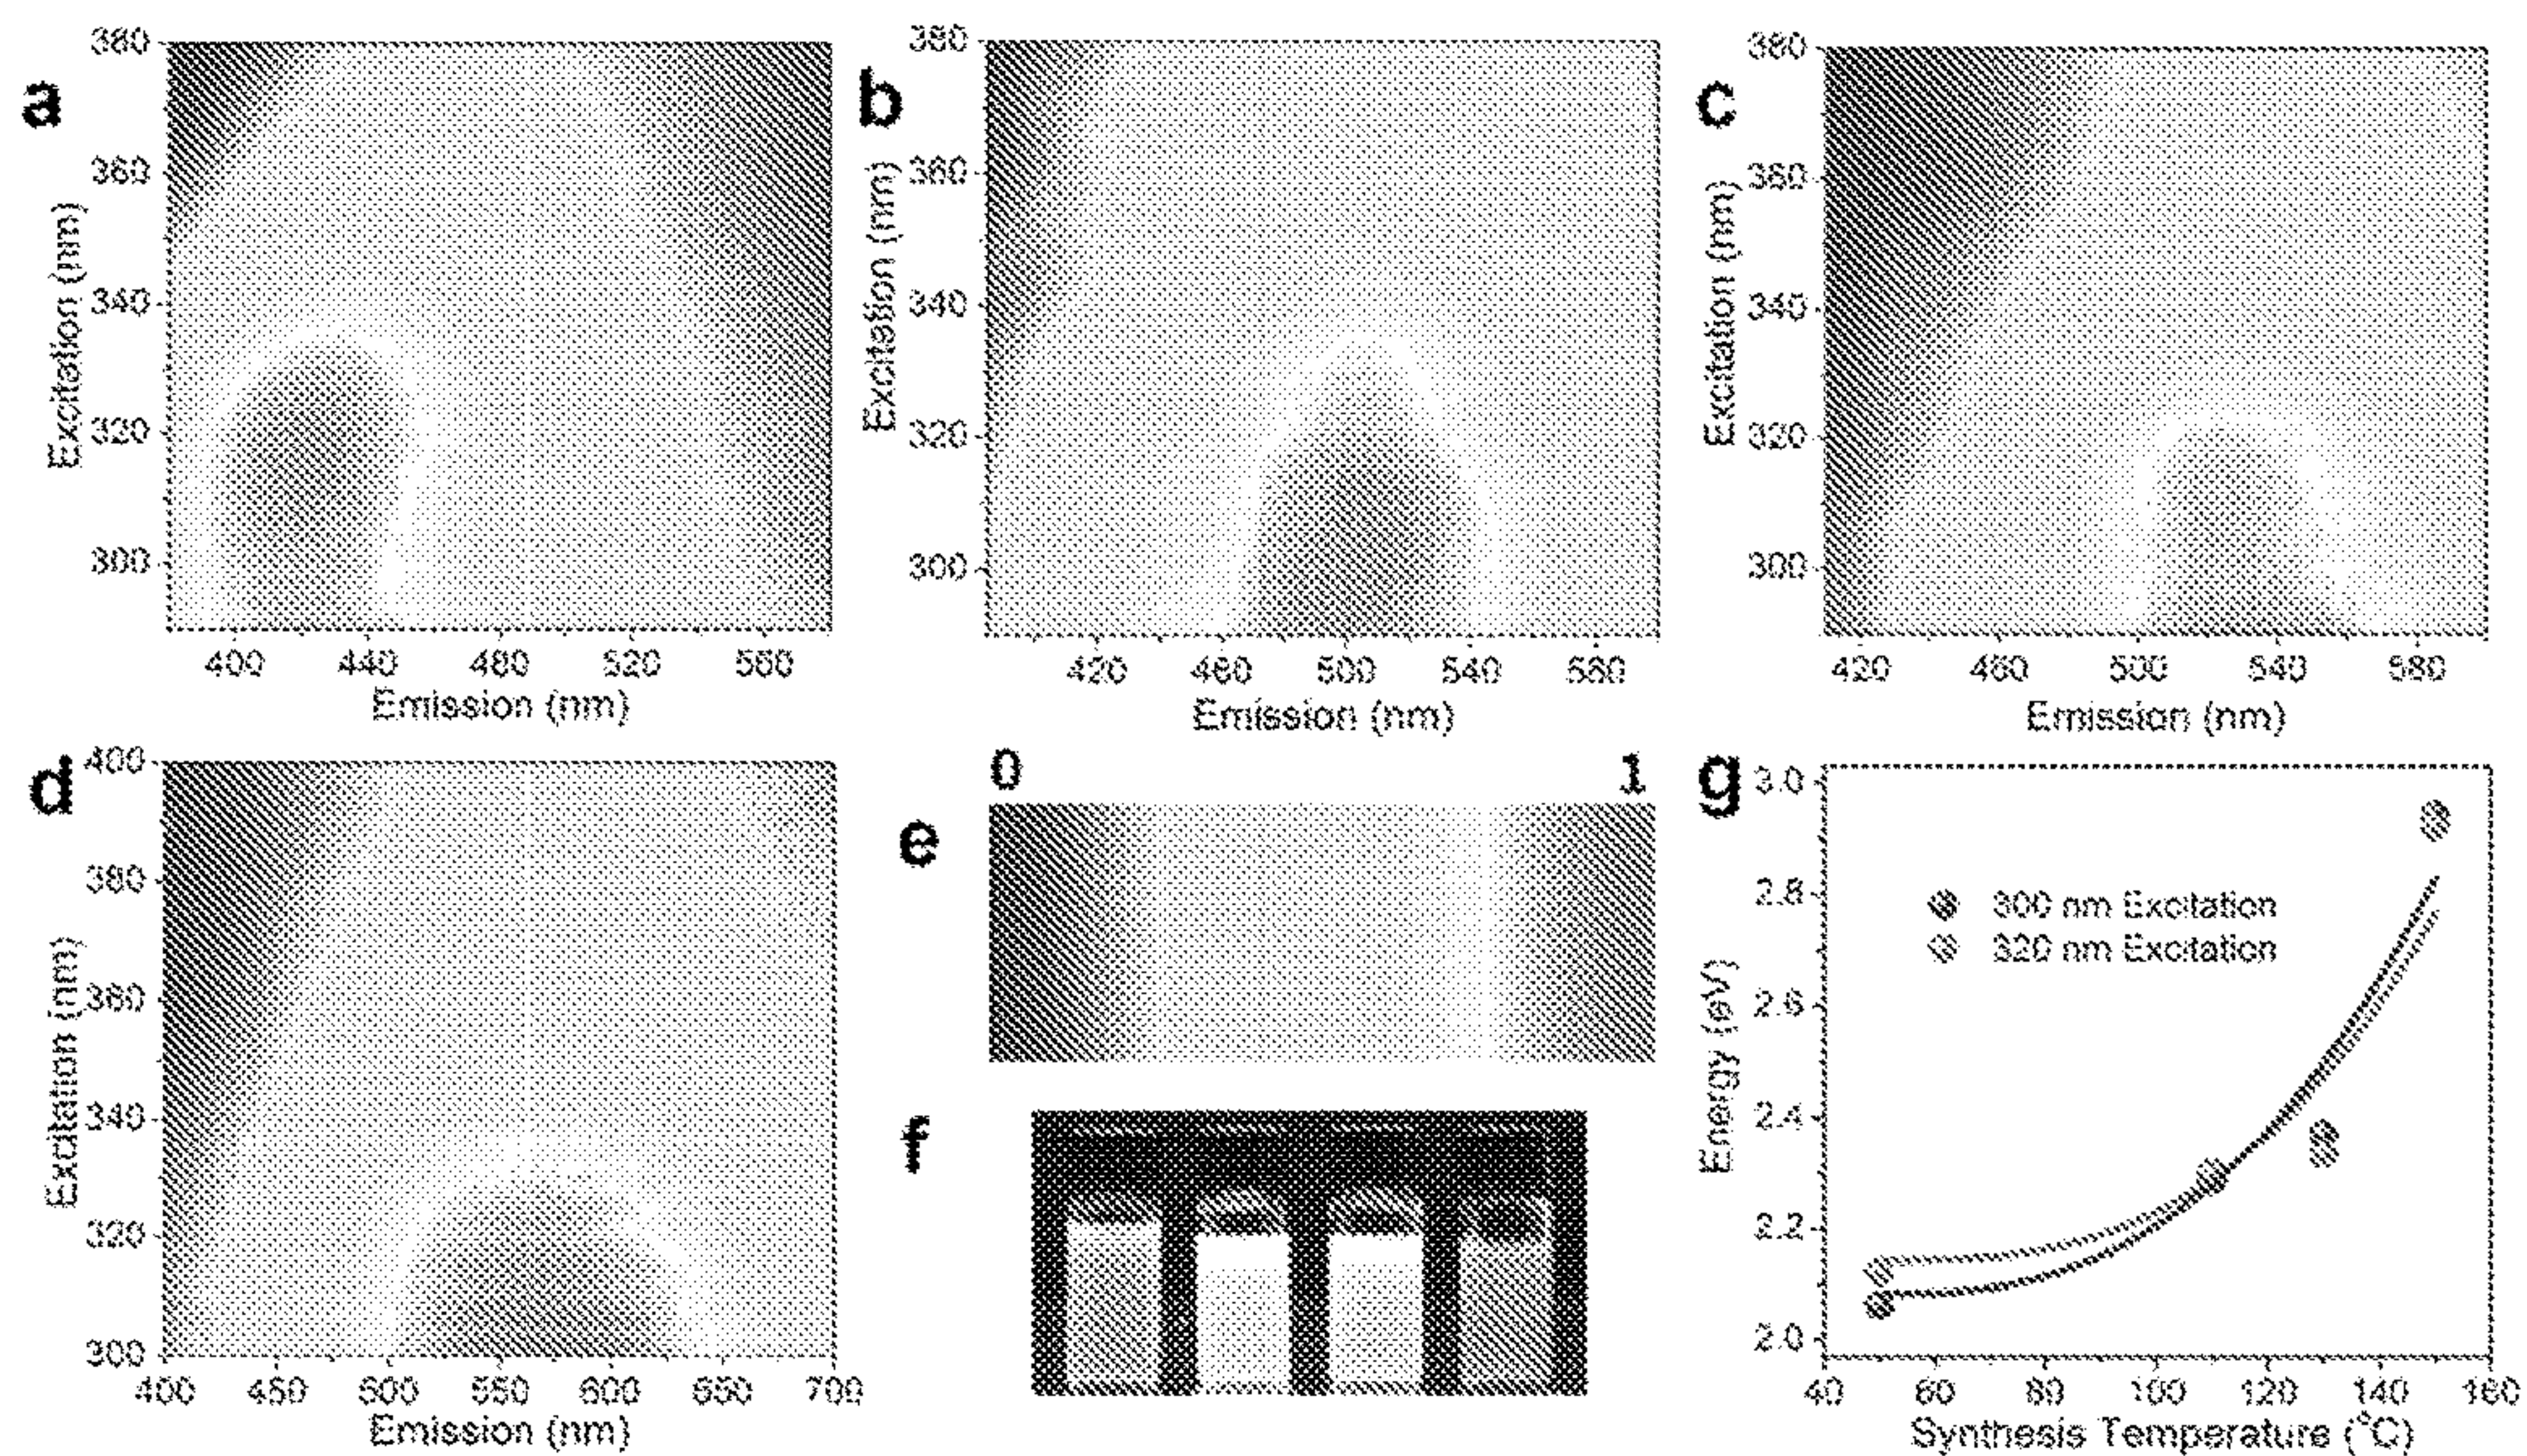 a
380
360
340
320
300
Excitation (nm)
400 440 480 520 560
Emission (nm)
b
380
360
340
320
300
Excitation (nm)
420 460 500 540 580
Emission (nm)
c
380
360
340
320
300
Excitation (nm)
420 460 500 540 580
Emission (nm)
d
400
380
360
340
320
300
Excitation (nm)
400 450 500 550 600 650 700
Emission (nm)
0 1
e
f
g
3.0
2.8
2.6
2.4
2.2
2.0
Energy (eV)
300 nm Excitation
320 nm Excitation
40 60 80 100 120 140 160
Synthesis Temperature (°C)